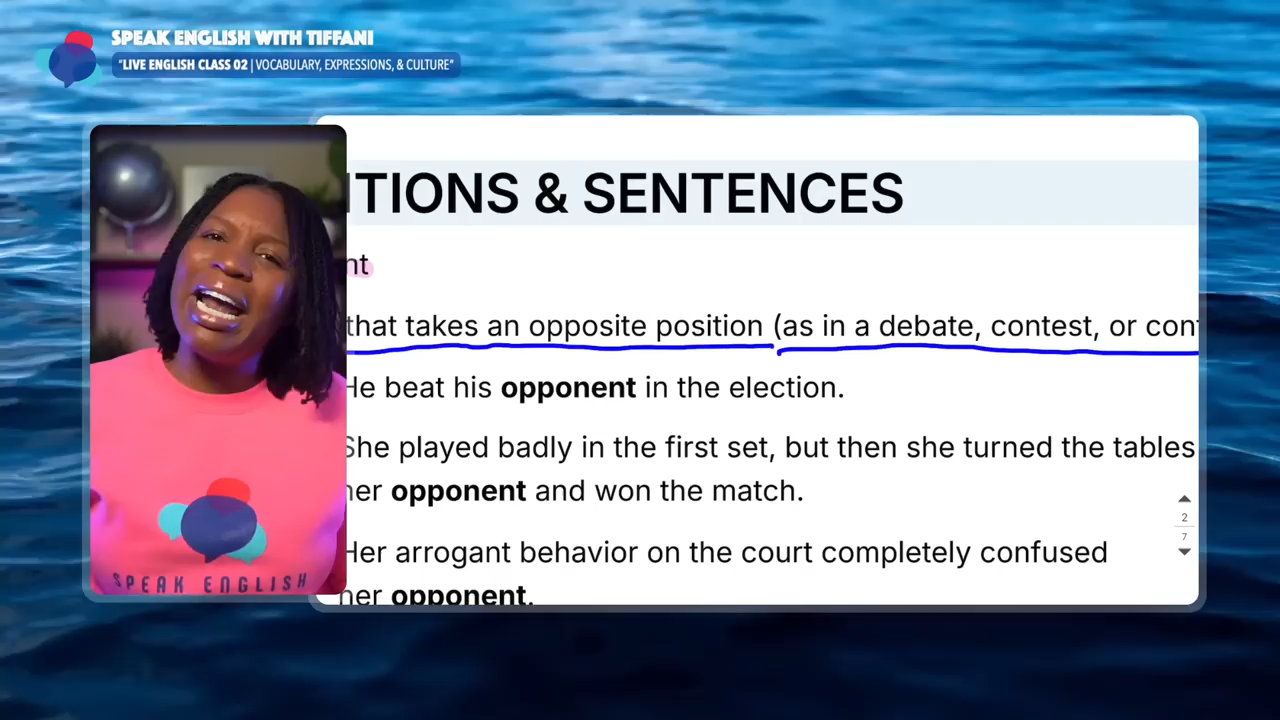 SPEAK ENGLISH WITH TIFFANI
"LIVE ENGLISH CLASS 02 | VOCABULARY, EXPRESSIONS, & CULTURE"
ITIONS & SENTENCES
nt
that takes an opposite position (as in a debate, contest, or conf
He beat his opponent in the election.
She played badly in the first set, but then she turned the tables
her opponent and won the match.
2
7
Her arrogant behavior on the court completely confused
her opponent.
SPEAK ENGLISH